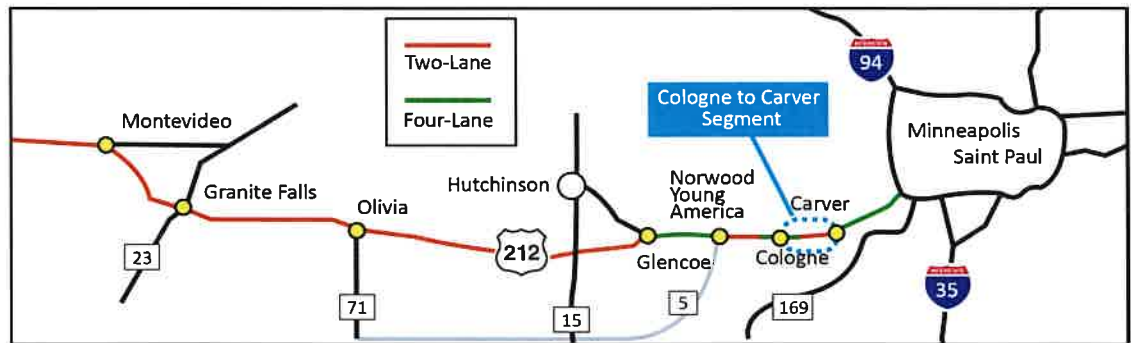 Two-Lane
Four-Lane
Cologne to Carver
Segment
94
Minneapolis
Saint Paul
Montevideo
Granite Falls
Olivia
Hutchinson
Norwood
Young
America
Carver
Glencoe
Cologne
212
23
71
15
5
169
35